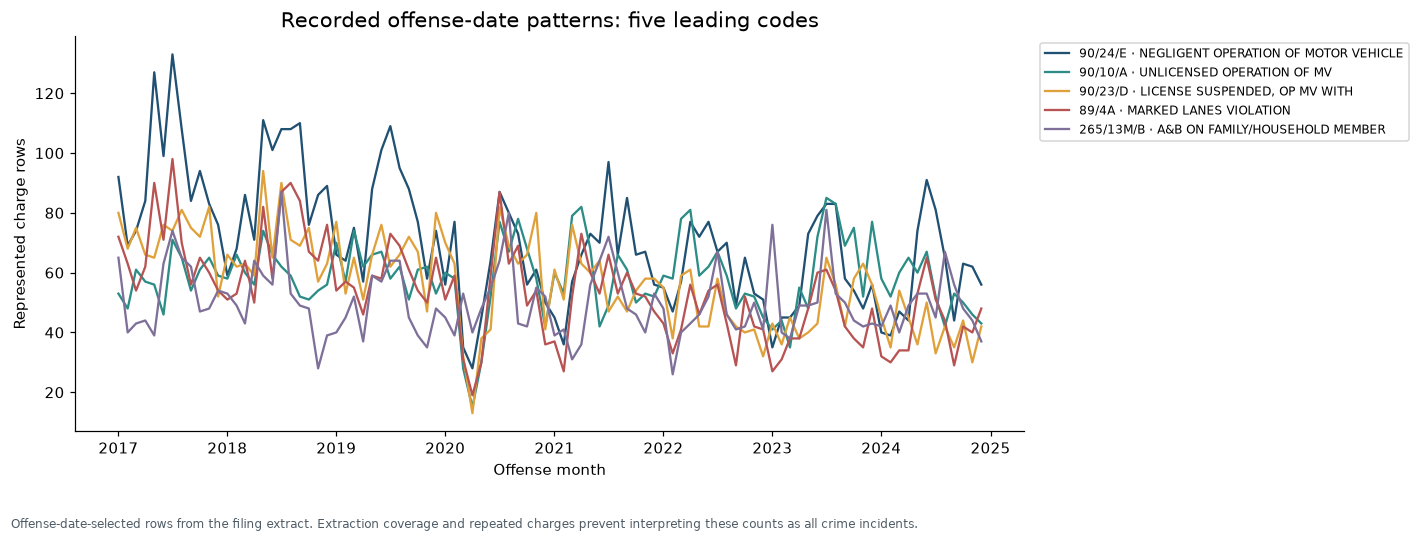 Recorded offense-date patterns: five leading codes
90/24/E · NEGLIGENT OPERATION OF MOTOR VEHICLE
90/10/A · UNLICENSED OPERATION OF MV
90/23/D · LICENSE SUSPENDED, OP MV WITH
89/4A · MARKED LANES VIOLATION
265/13M/B · A&B ON FAMILY/HOUSEHOLD MEMBER
Represented charge rows
120
100
80
60
40
20
2017 2018 2019 2020 2021 2022 2023 2024 2025
Offense month
Offense-date-selected rows from the filing extract. Extraction coverage and repeated charges prevent interpreting these counts as all crime incidents.